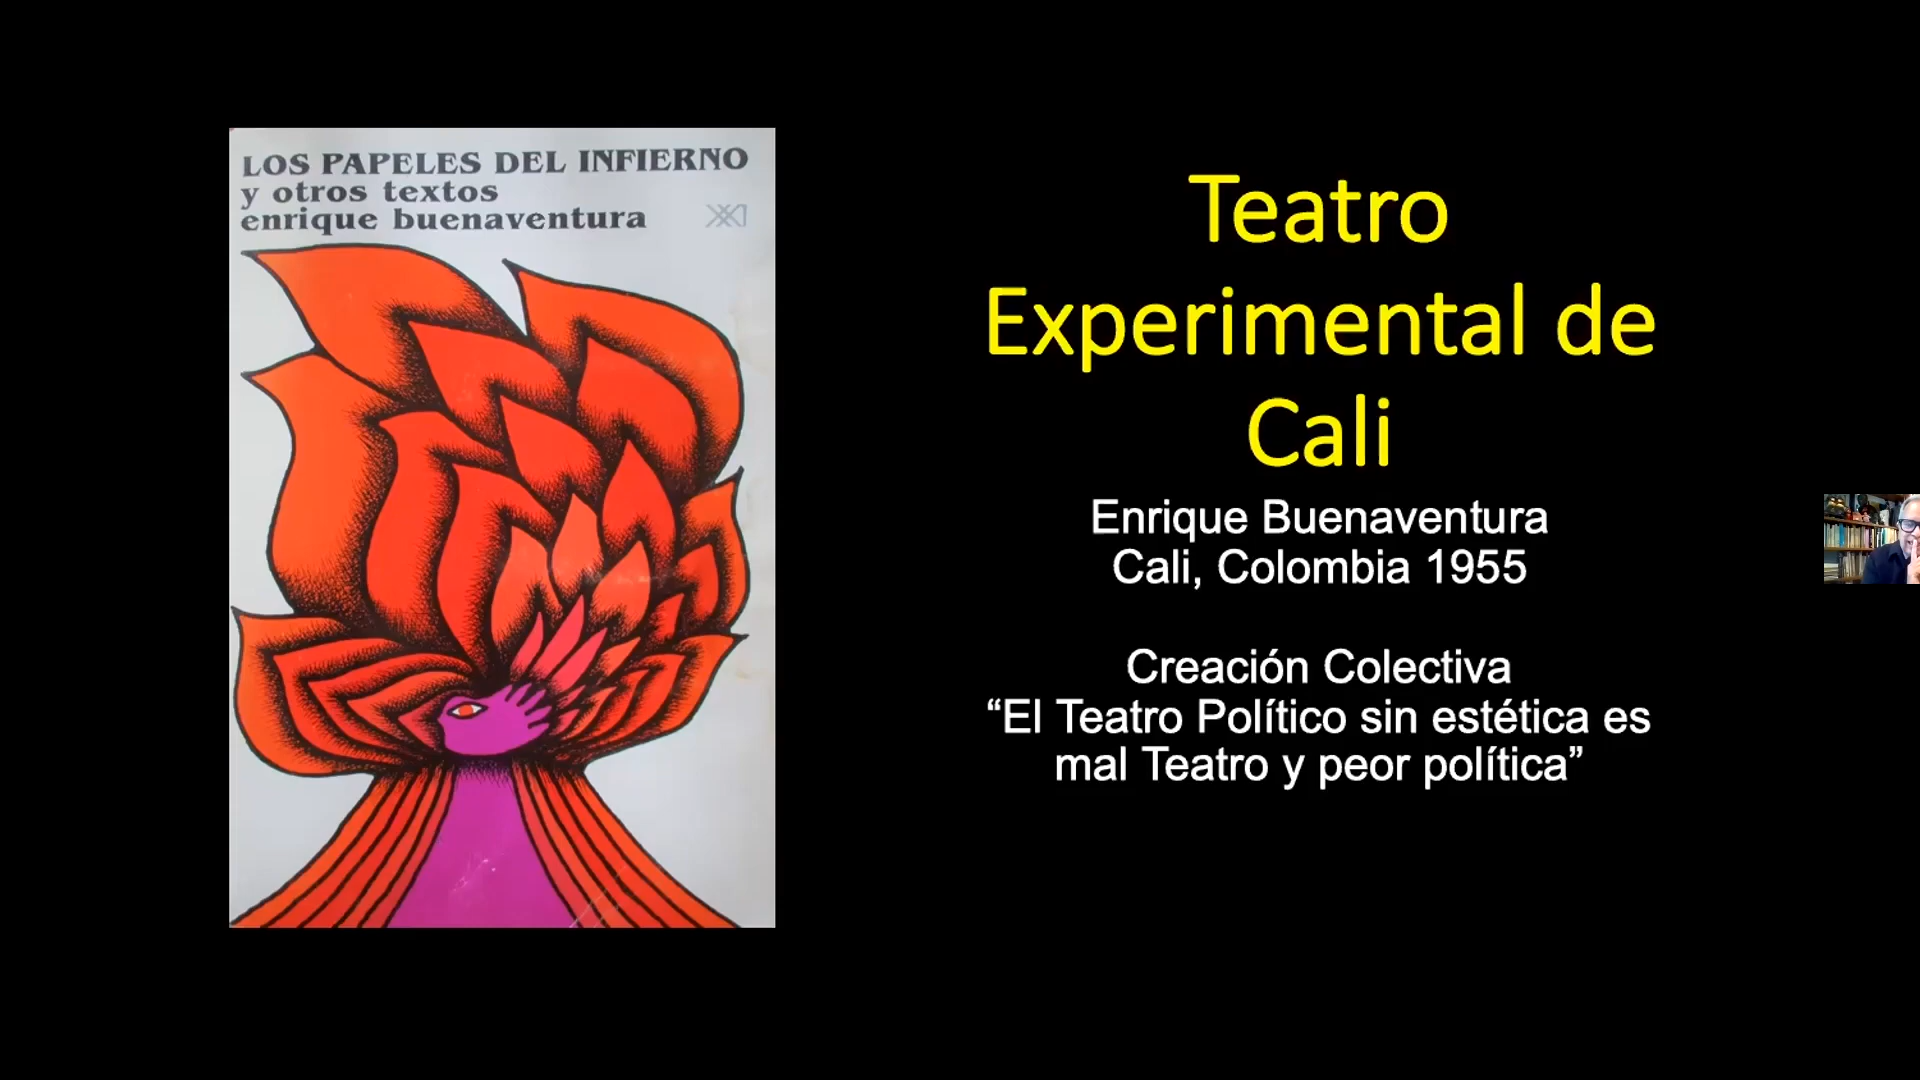 LOS PAPELES DEL INFIERNO
y otros textos
enrique buenaventura
XXI
Teatro
Experimental de
Cali
Enrique Buenaventura
Cali, Colombia 1955
Creación Colectiva
“El Teatro Político sin estética es
mal Teatro y peor política”